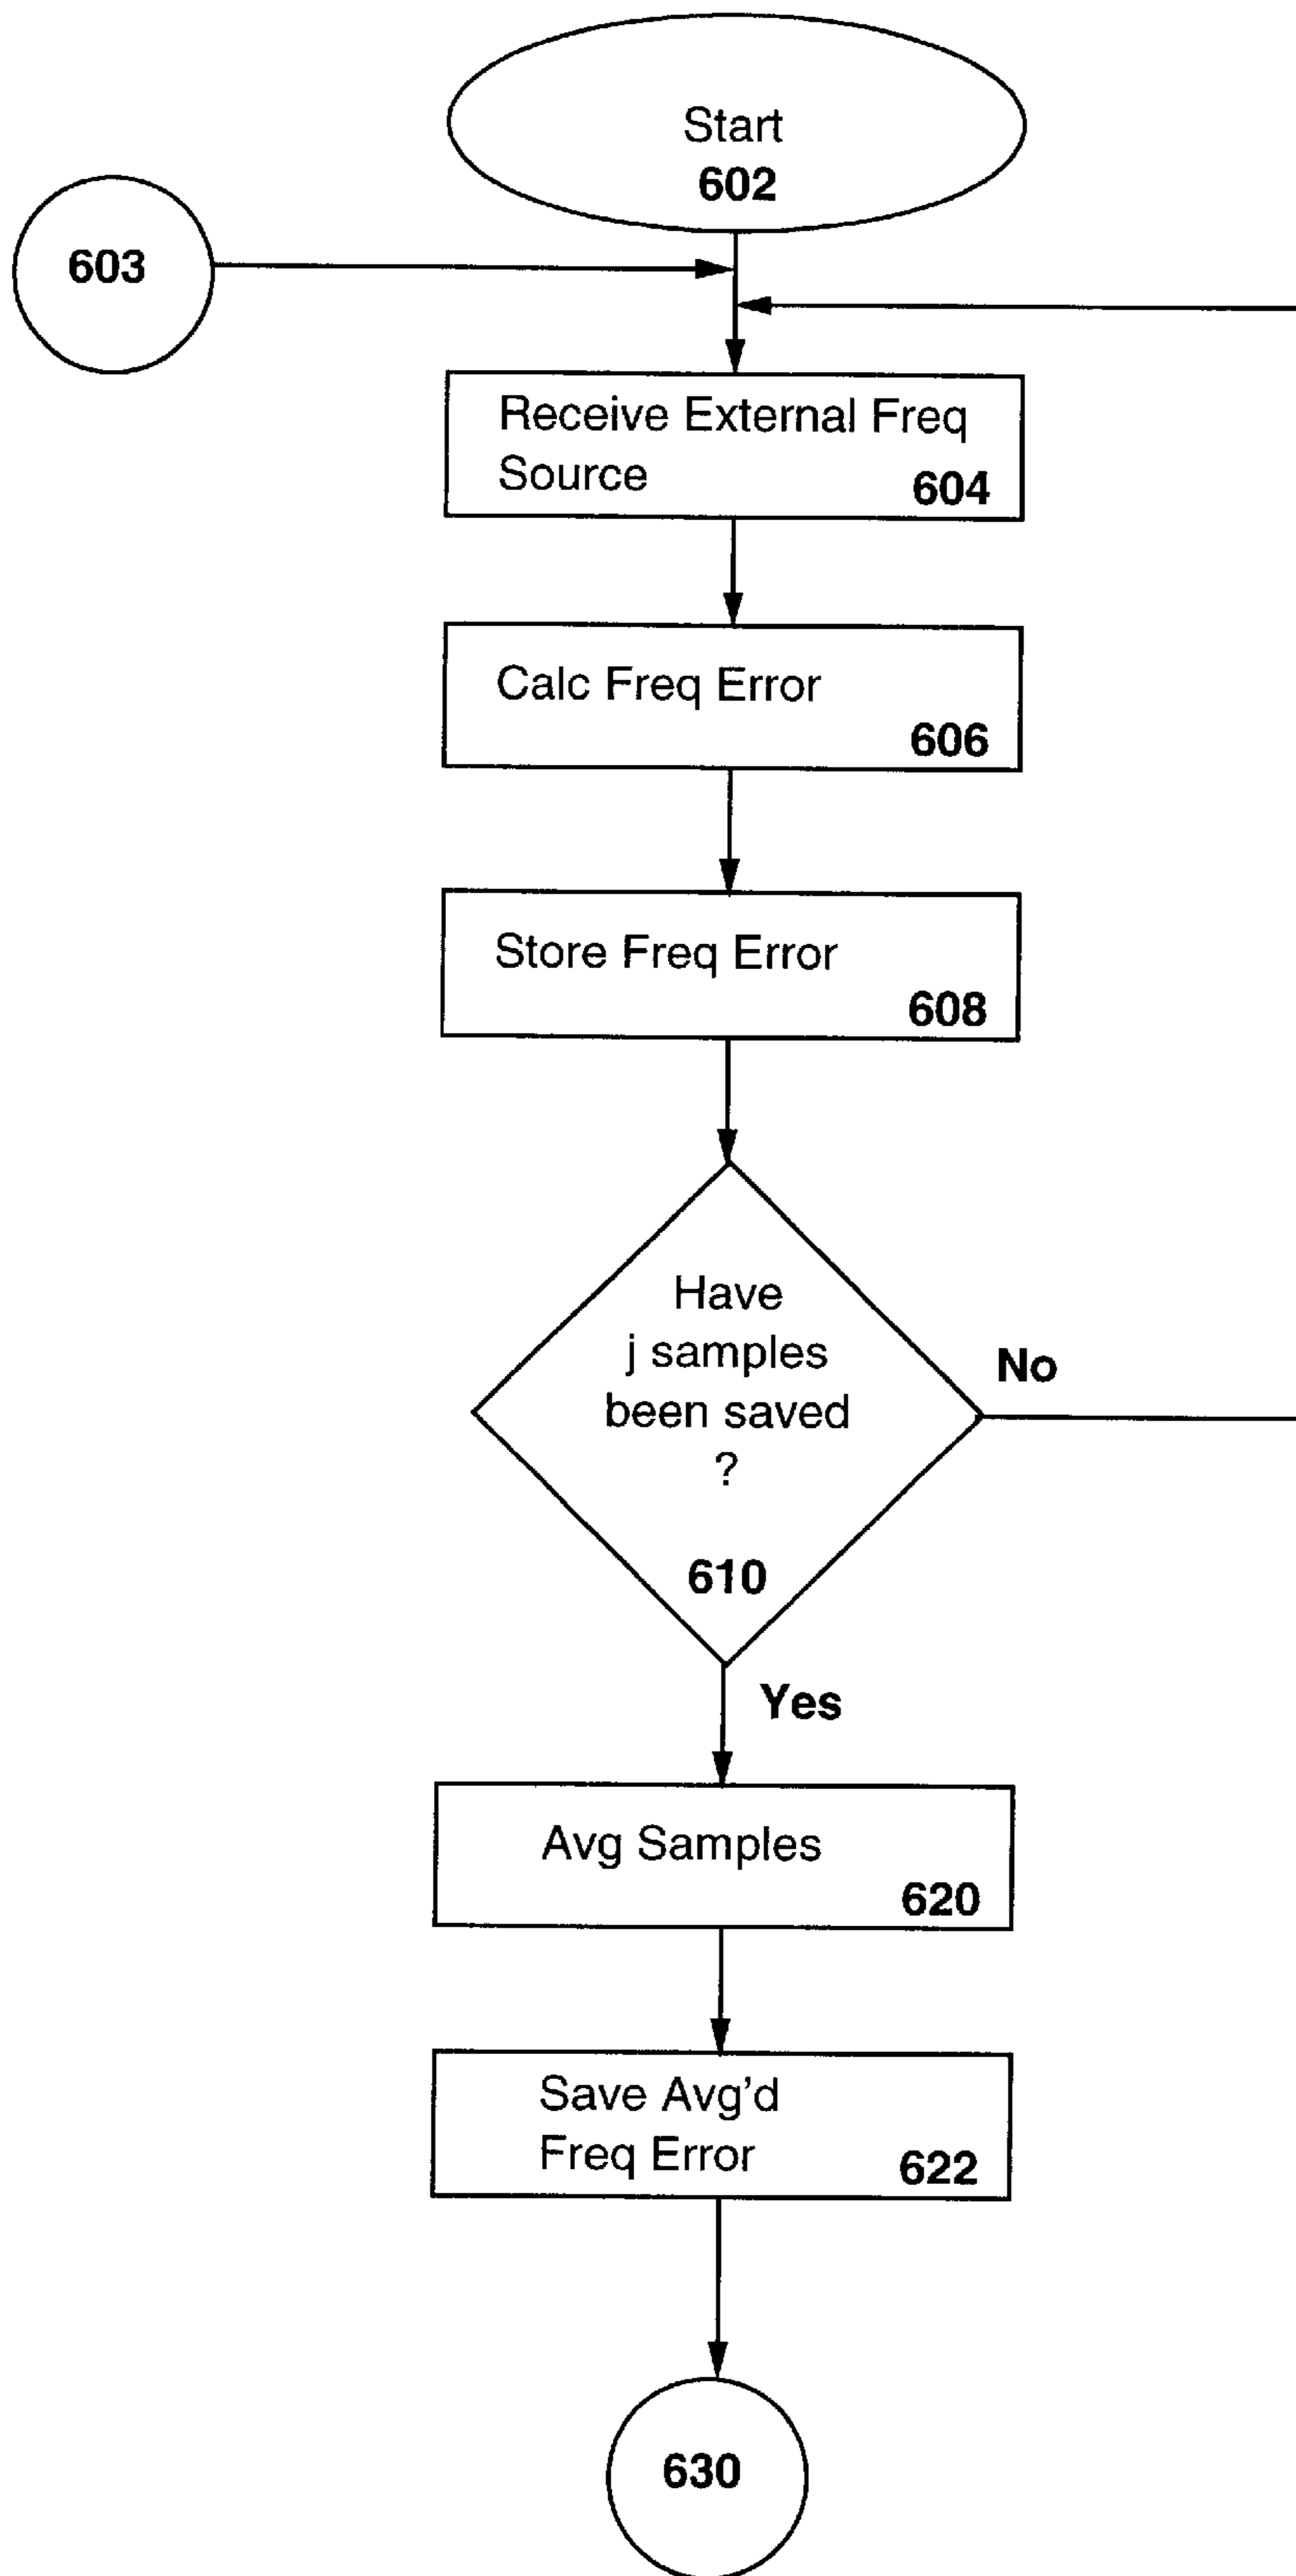 Start
602
603
Receive External Freq
Source
604
Calc Freq Error
606
Store Freq Error
608
Have
j samples
been saved
?
610
No
Yes
Avg Samples
620
Save Avg'd
Freq Error
622
630